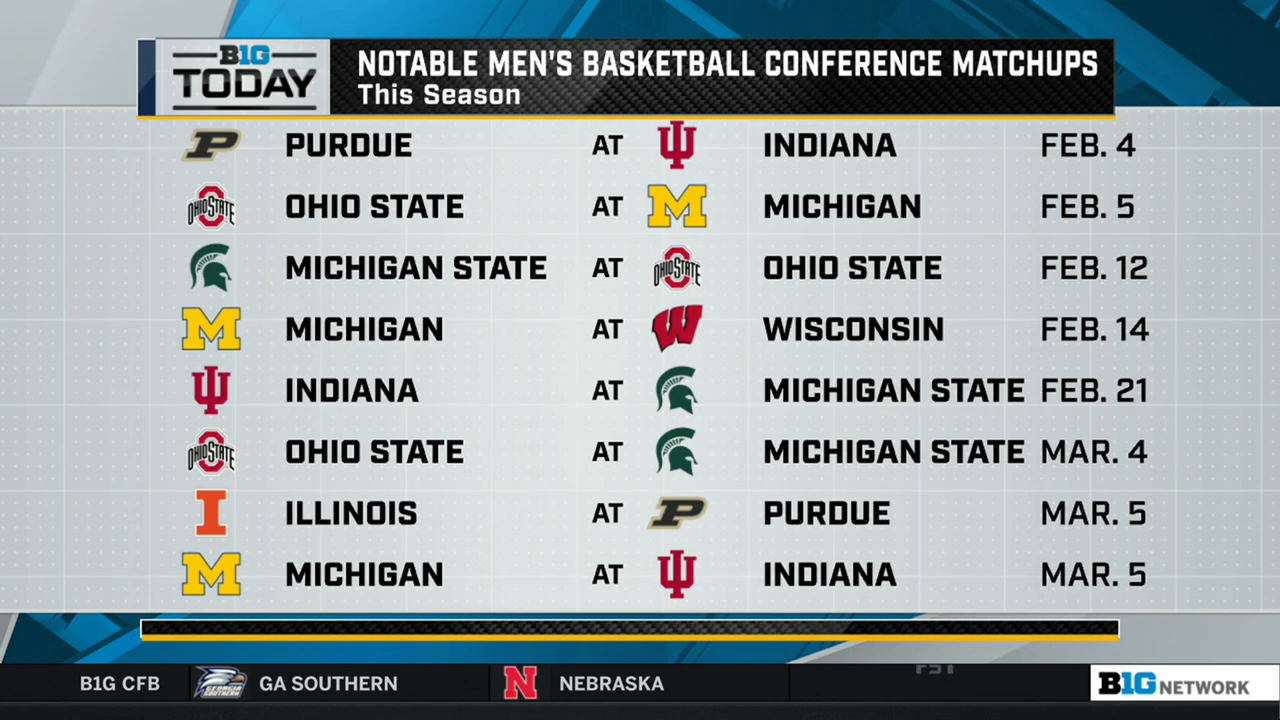 B1G TODAY
NOTABLE MEN'S BASKETBALL CONFERENCE MATCHUPS
This Season
PURDUE AT INDIANA FEB. 4
OHIO STATE AT MICHIGAN FEB. 5
MICHIGAN STATE AT OHIO STATE FEB. 12
MICHIGAN AT WISCONSIN FEB. 14
INDIANA AT MICHIGAN STATE FEB. 21
OHIO STATE AT MICHIGAN STATE MAR. 4
ILLINOIS AT PURDUE MAR. 5
MICHIGAN AT INDIANA MAR. 5
B1G CFB GA SOUTHERN NEBRASKA B1G NETWORK